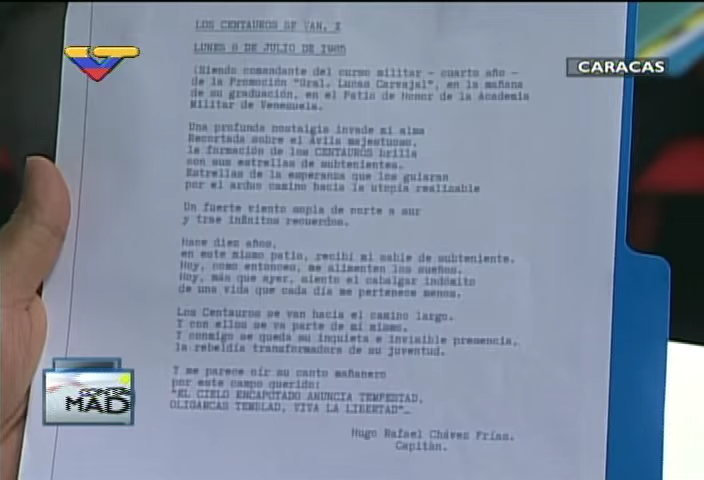 LOS CENTAUROS SE VAN, X
LUNES 8 DE JULIO DE 1985
(Siendo comandante del curso militar - cuarto año -
de la Promoción "Gral. Lucas Carvajal", en la mañana
de su graduación, en el Patio de Honor de la Academia
Militar de Venezuela.
CARACAS
Una profunda nostalgia invade mi alma
Recortada sobre el Ávila majestuoso,
la formación de los CENTAUROS brilla
con sus estrellas de subtenientes.
Estrellas de la esperanza que los guiaran
por el arduo camino hacia la utopia realizable
Un fuerte viento sopla de norte a sur
y trae infinitos recuerdos.
Hace diez años,
en este mismo patio, recibí mi sable de subteniente.
Hoy, como entonces, me alimentan los sueños.
Hoy, más que ayer, siento el cabalgar indómito
de una vida que cada día me pertenece menos.
Los Centauros se van hacia el camino largo.
Y con ellos se va parte de mi mismo.
Y conmigo se queda su inquieta e invisible presencia,
la rebeldía transformadora de su juventud.
Y me parece oír su canto mañanero
por este campo querido:
"EL CIELO ENCAPOTADO ANUNCIA TEMPESTAD,
OLIGARCAS TEMBLAD, VIVA LA LIBERTAD"…
Hugo Rafael Chávez Frías.
Capitán.
MAD